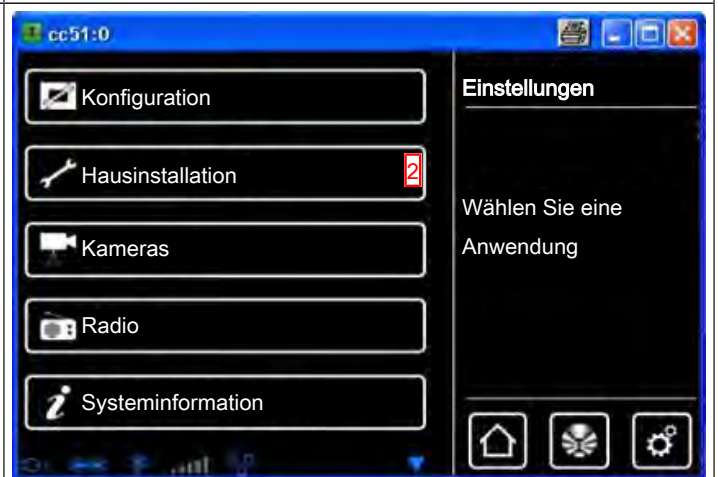 cc51:0
Konfiguration
Hausinstallation 2
Kameras
Radio
Systeminformation
Einstellungen
Wählen Sie eine
Anwendung